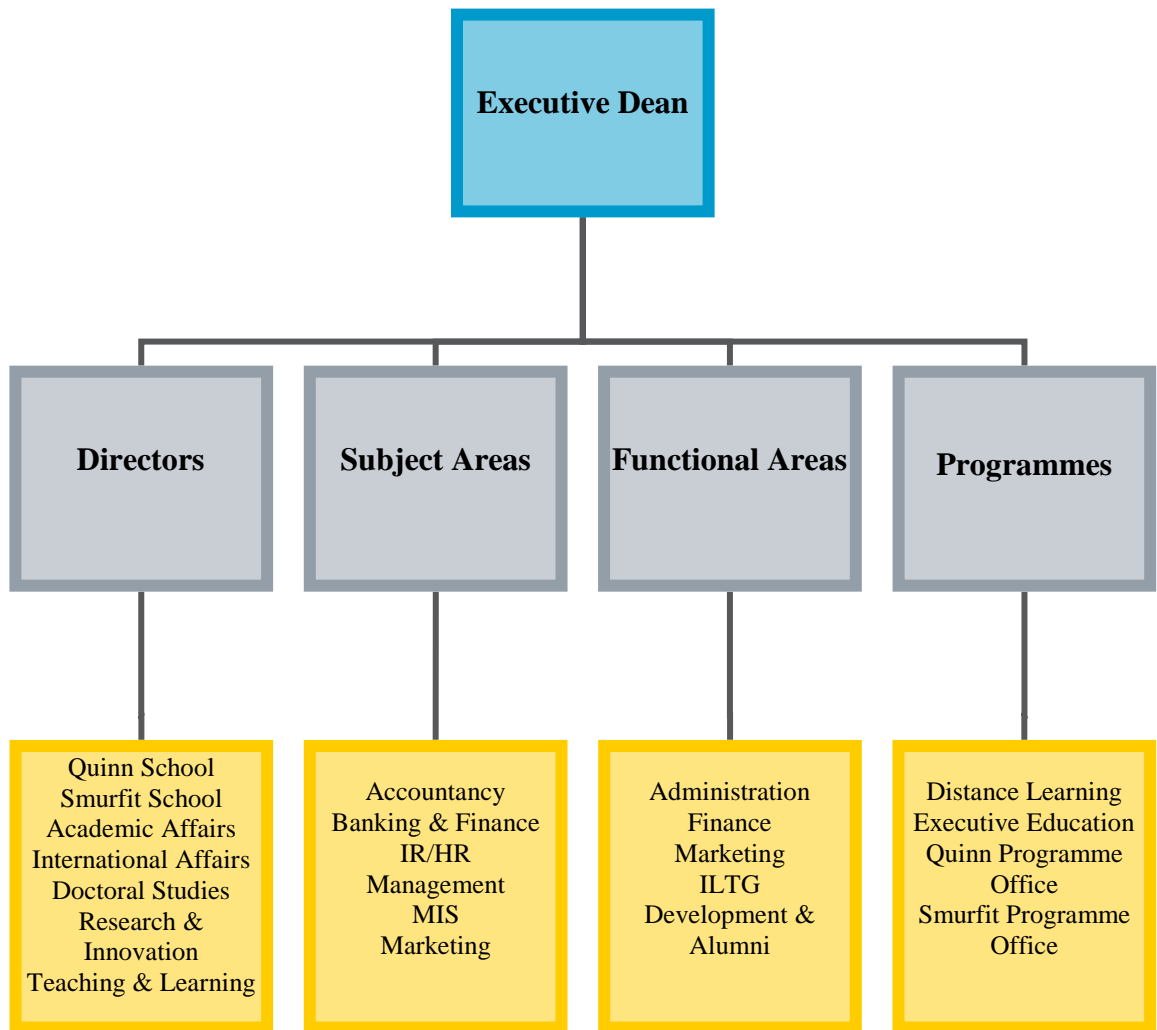 Executive Dean
Directors
Subject Areas
Functional Areas
Programmes
Quinn School
Smurfit School
Academic Affairs
International Affairs
Doctoral Studies
Research &
Innovation
Teaching & Learning
Accountancy
Banking & Finance
IR/HR
Management
MIS
Marketing
Administration
Finance
Marketing
ILTG
Development &
Alumni
Distance Learning
Executive Education
Quinn Programme
Office
Smurfit Programme
Office